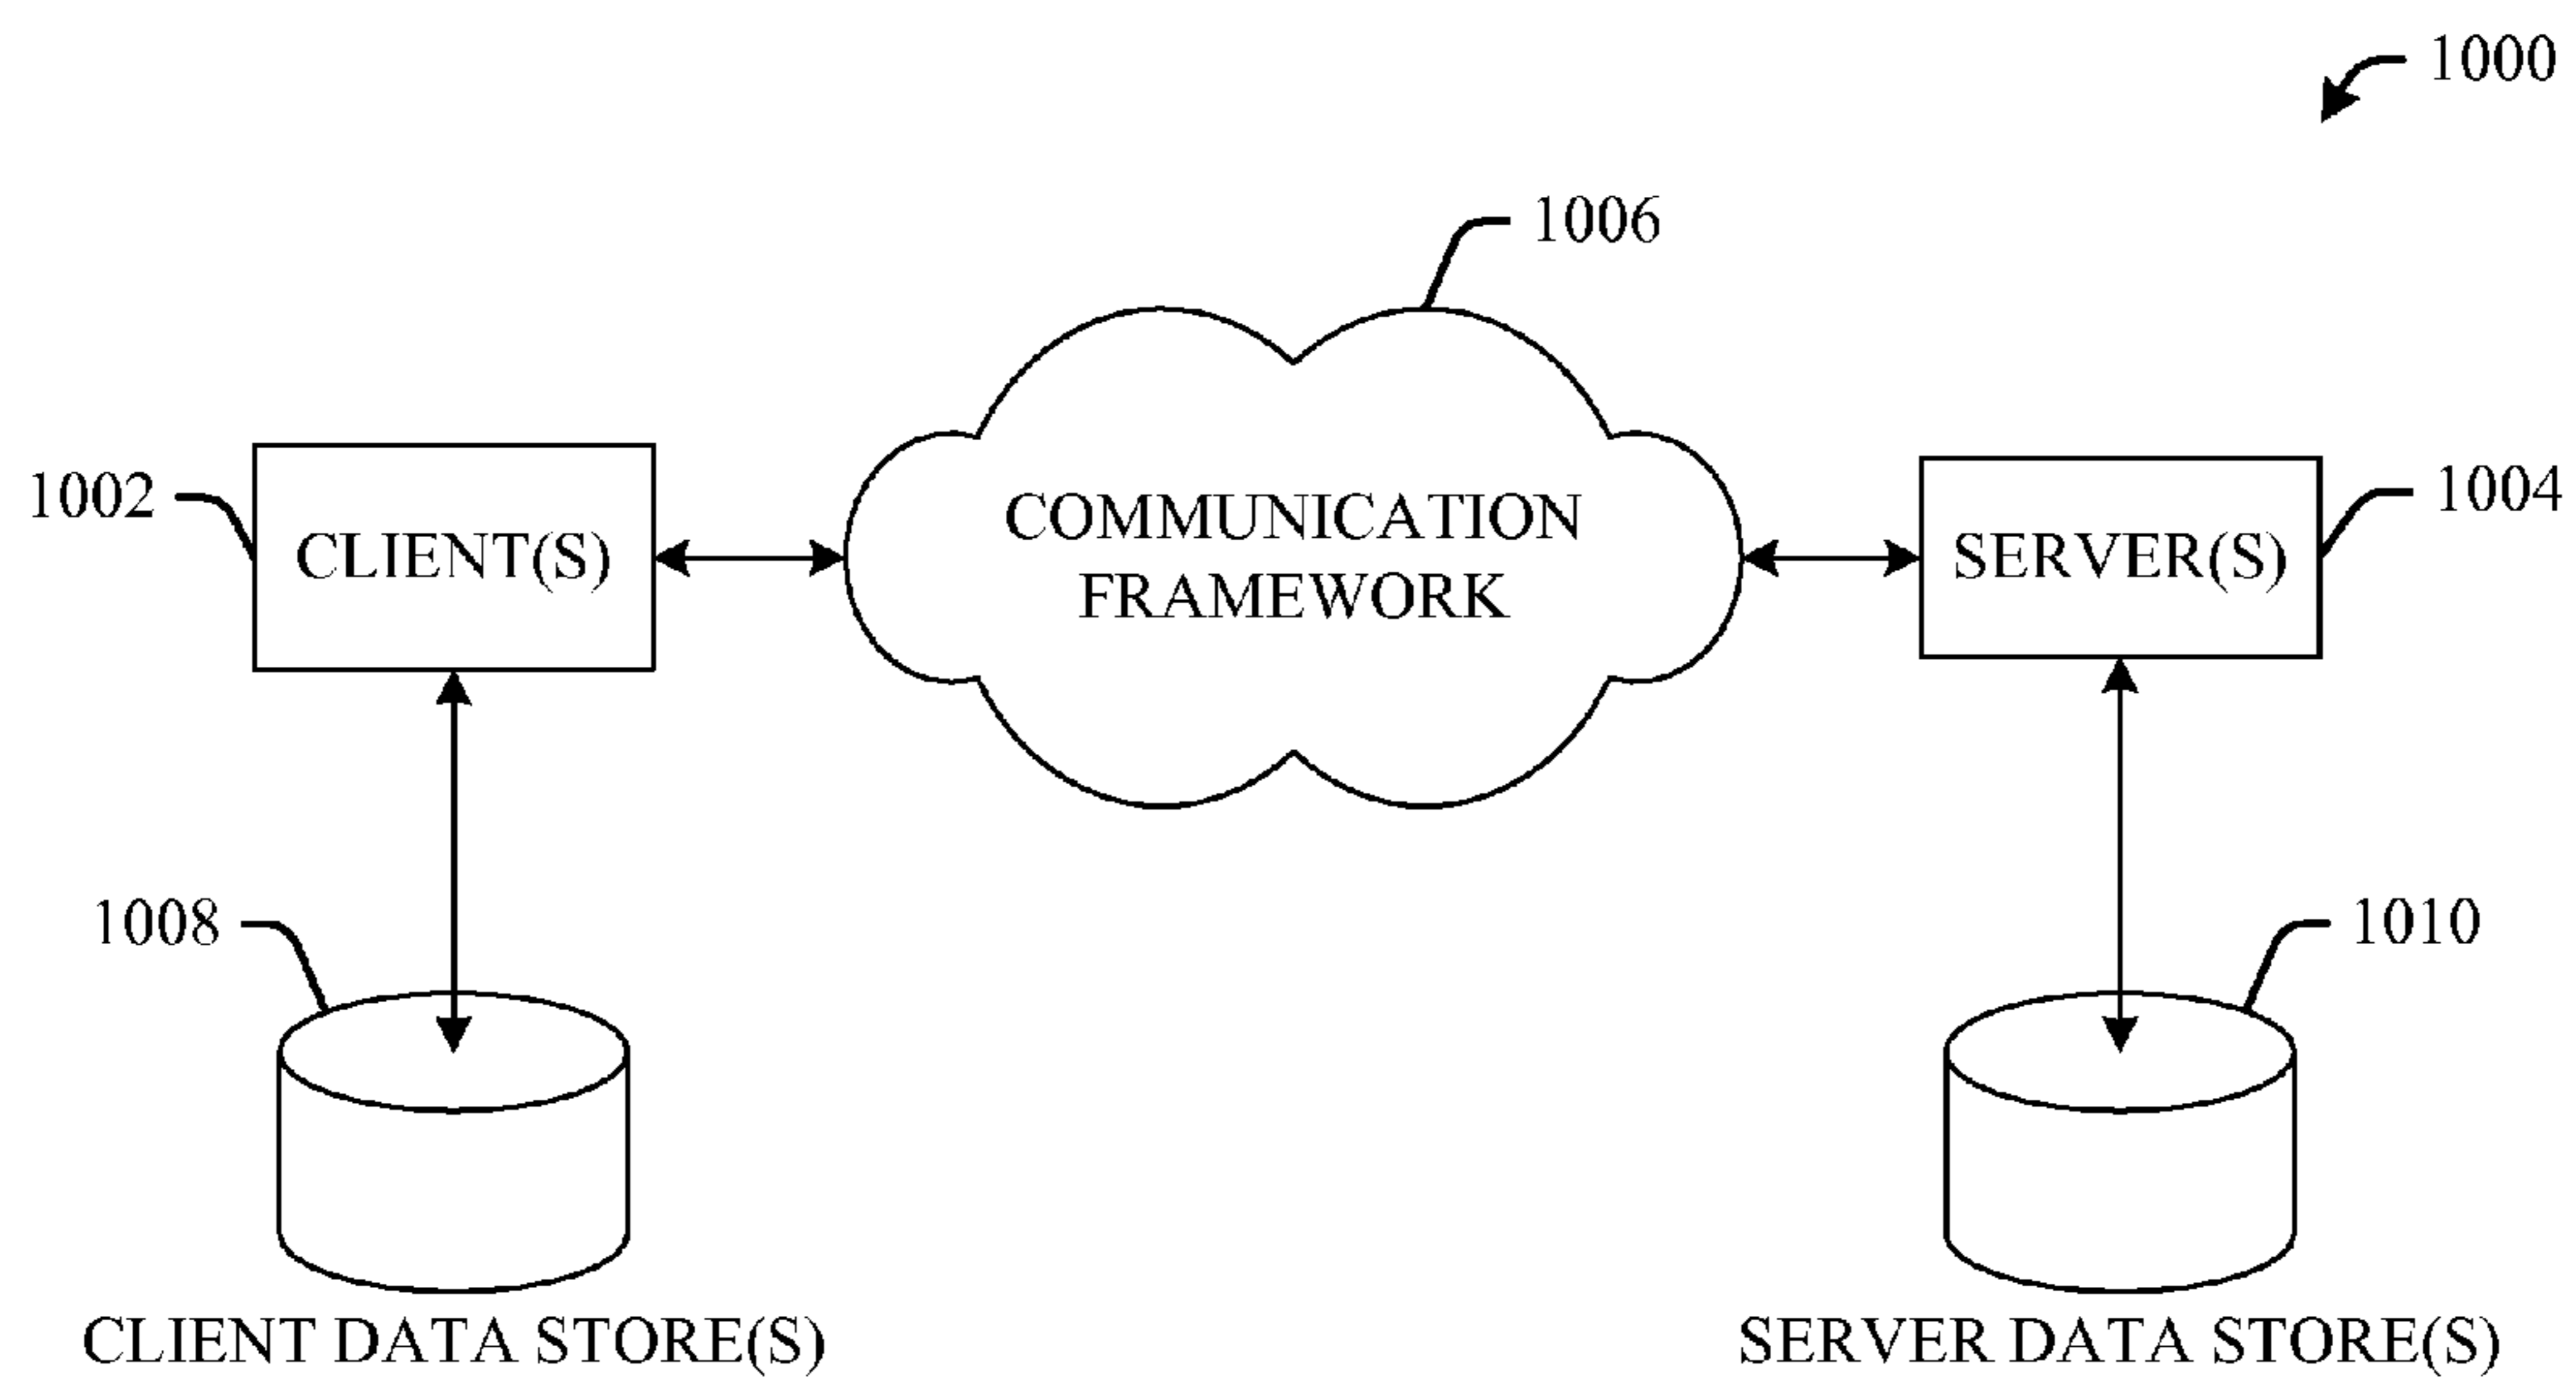 1000
1006
1002
CLIENT(S)
COMMUNICATION
FRAMEWORK
SERVER(S)
1004
1008
1010
CLIENT DATA STORE(S)
SERVER DATA STORE(S)